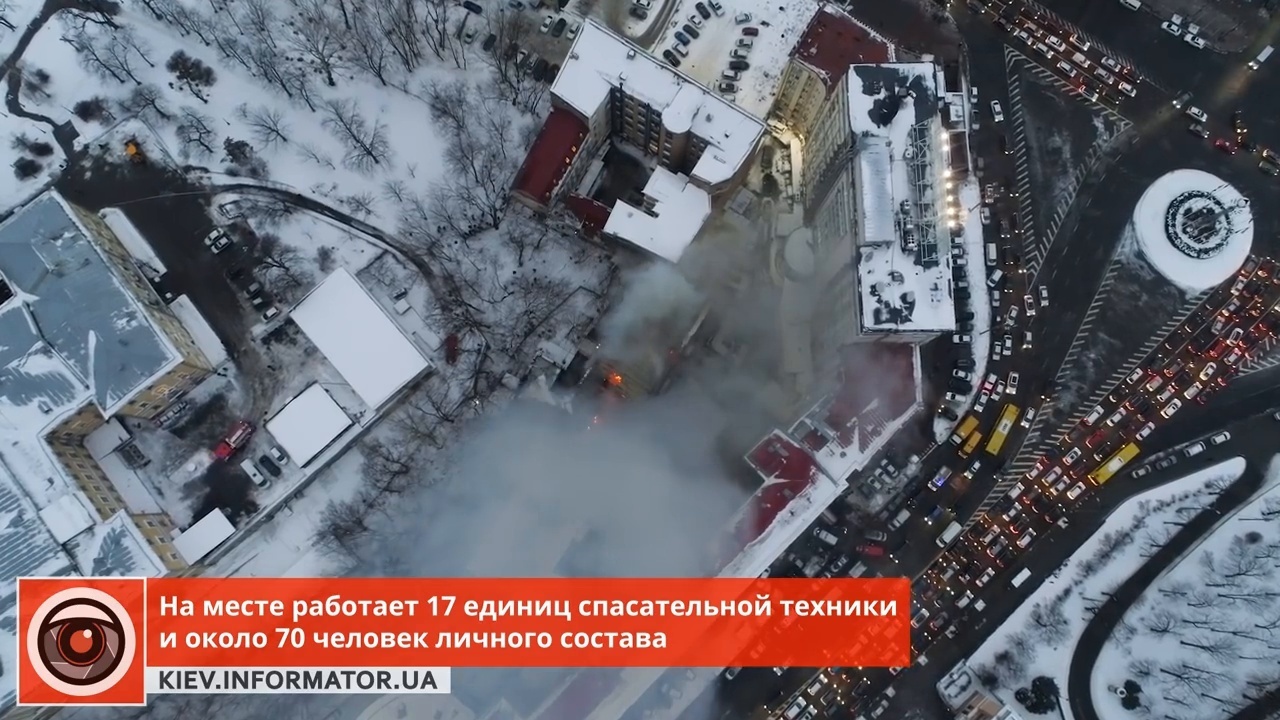 На месте работает 17 единиц спасательной техники
и около 70 человек личного состава
KIEV.INFORMATOR.UA